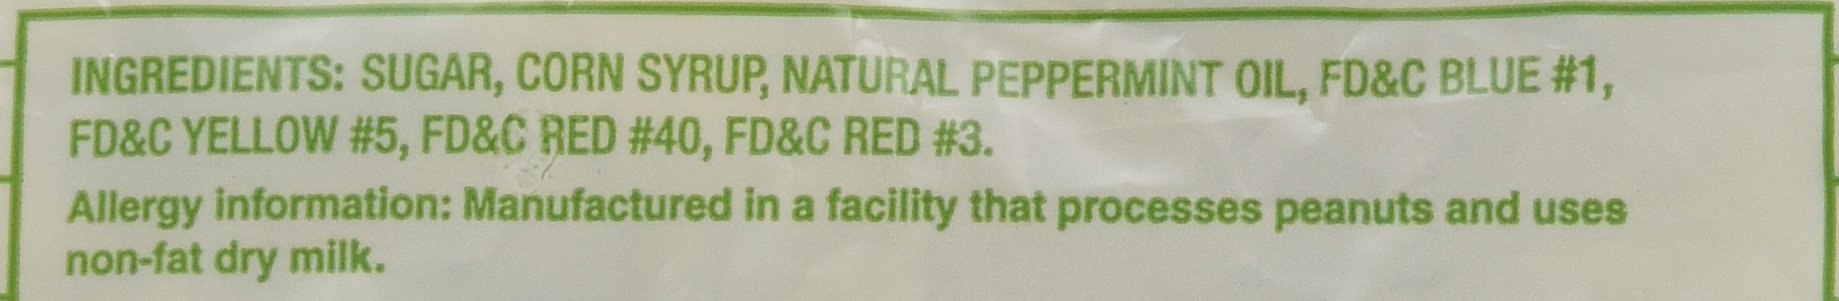 INGREDIENTS: SUGAR, CORN SYRUP, NATURAL PEPPERMINT OIL, FD&C BLUE #1,
FD&C YELLOW #5, FD&C RED #40, FD&C RED #3.
Allergy information: Manufactured in a facility that processes peanuts and uses
non-fat dry milk.